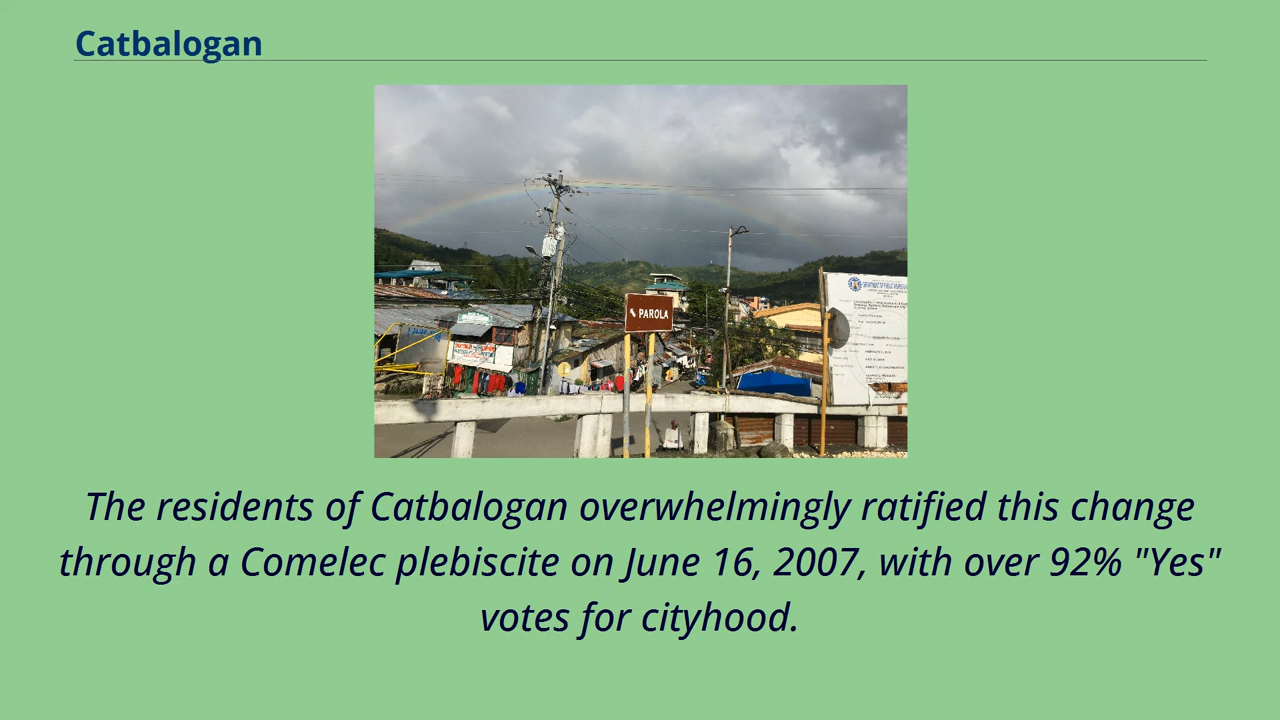 Catbalogan
PAROLA
The residents of Catbalogan overwhelmingly ratified this change
through a Comelec plebiscite on June 16, 2007, with over 92% "Yes"
votes for cityhood.